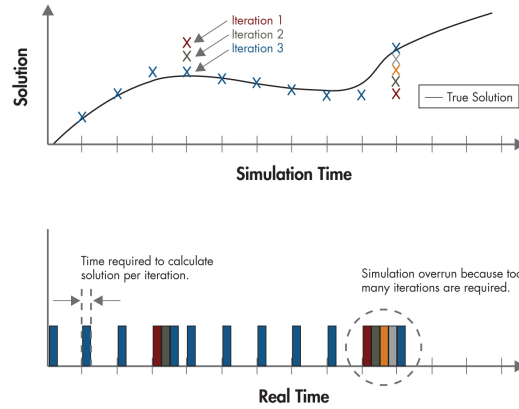 Iteration 1
Iteration 2
Iteration 3
Solution
True Solution
Simulation Time
Time required to calculate
solution per iteration.
Simulation overrun because too
many iterations are required.
Real Time